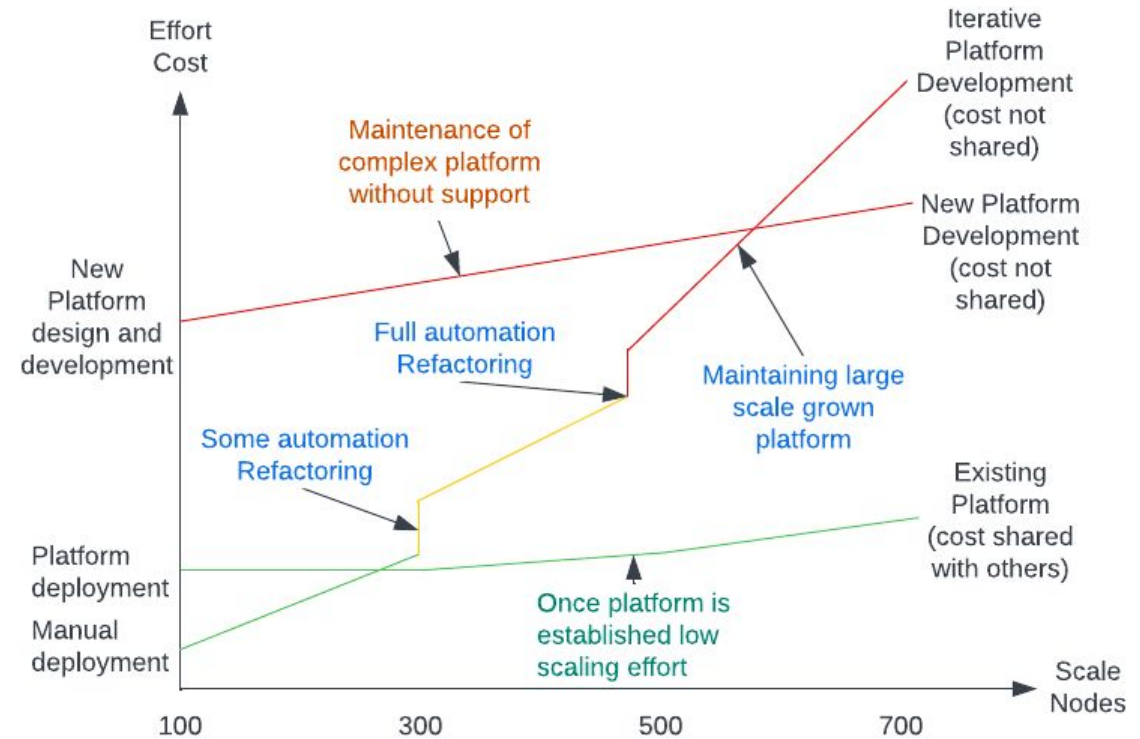 Effort
Cost
Iterative
Platform
Development
(cost not
shared)
Maintenance of
complex platform
without support
New Platform
Development
(cost not
shared)
New
Platform
design and
development
Full automation
Refactoring
Maintaining large
scale grown
platform
Some automation
Refactoring
Existing
Platform
(cost shared
with others)
Platform
deployment
Once platform is
established low
scaling effort
Manual
deployment
Scale
Nodes
100 300 500 700